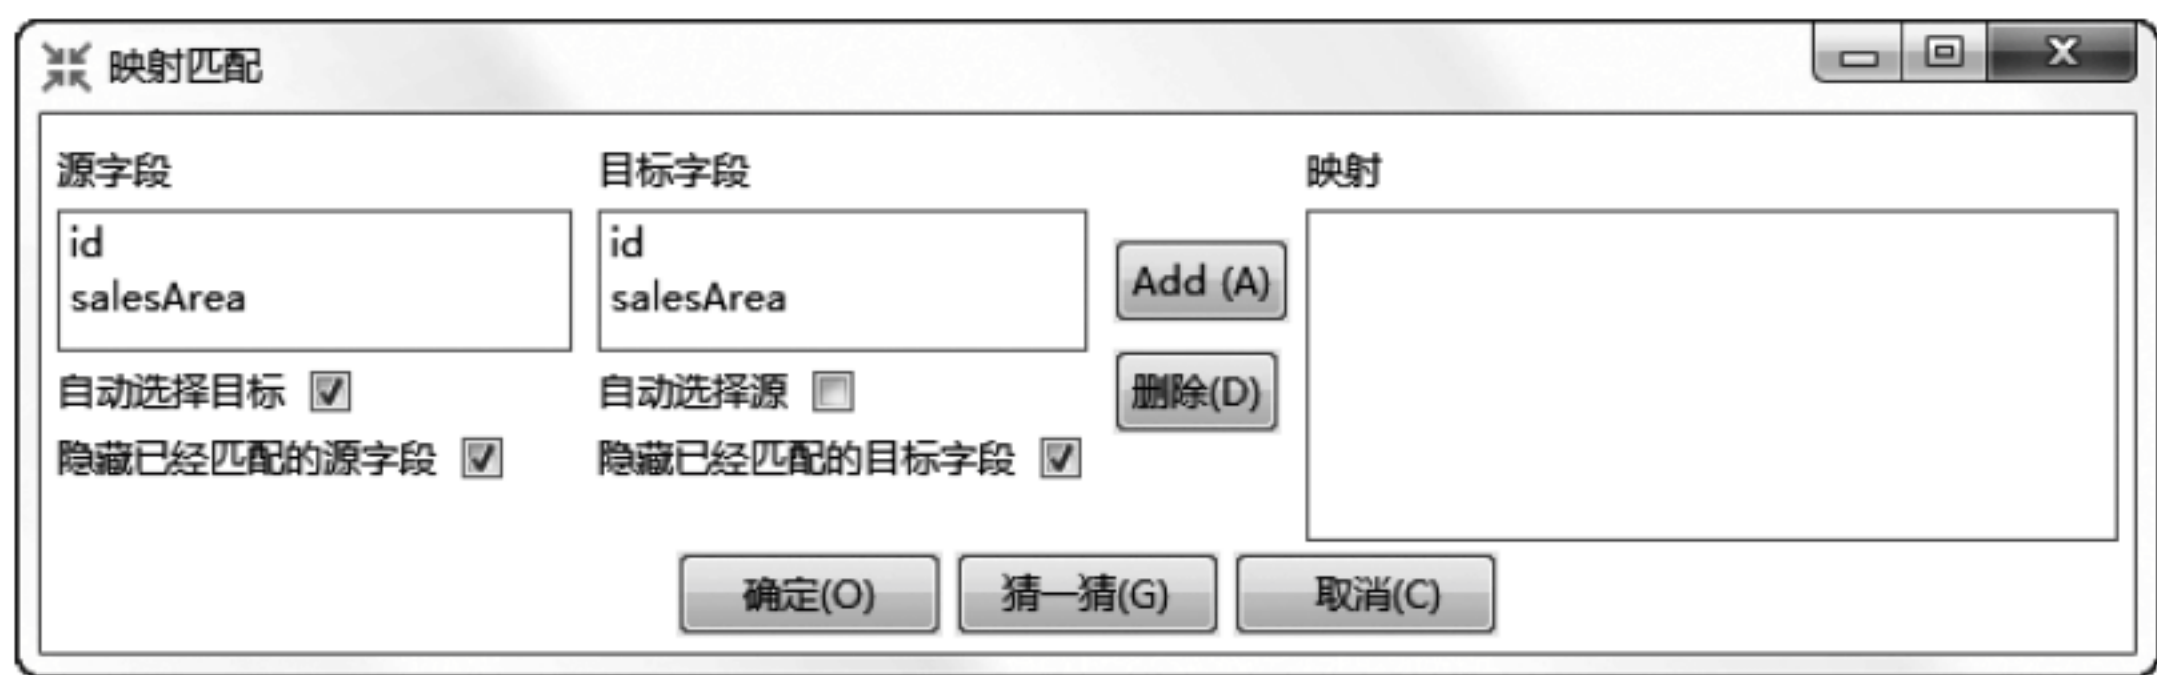 映射匹配
源字段
目标字段
映射
id
salesArea
id
salesArea
Add (A)
删除(D)
自动选择目标
自动选择源
隐藏已经匹配的源字段
隐藏已经匹配的目标字段
确定(O)
猜一猜(G)
取消(C)